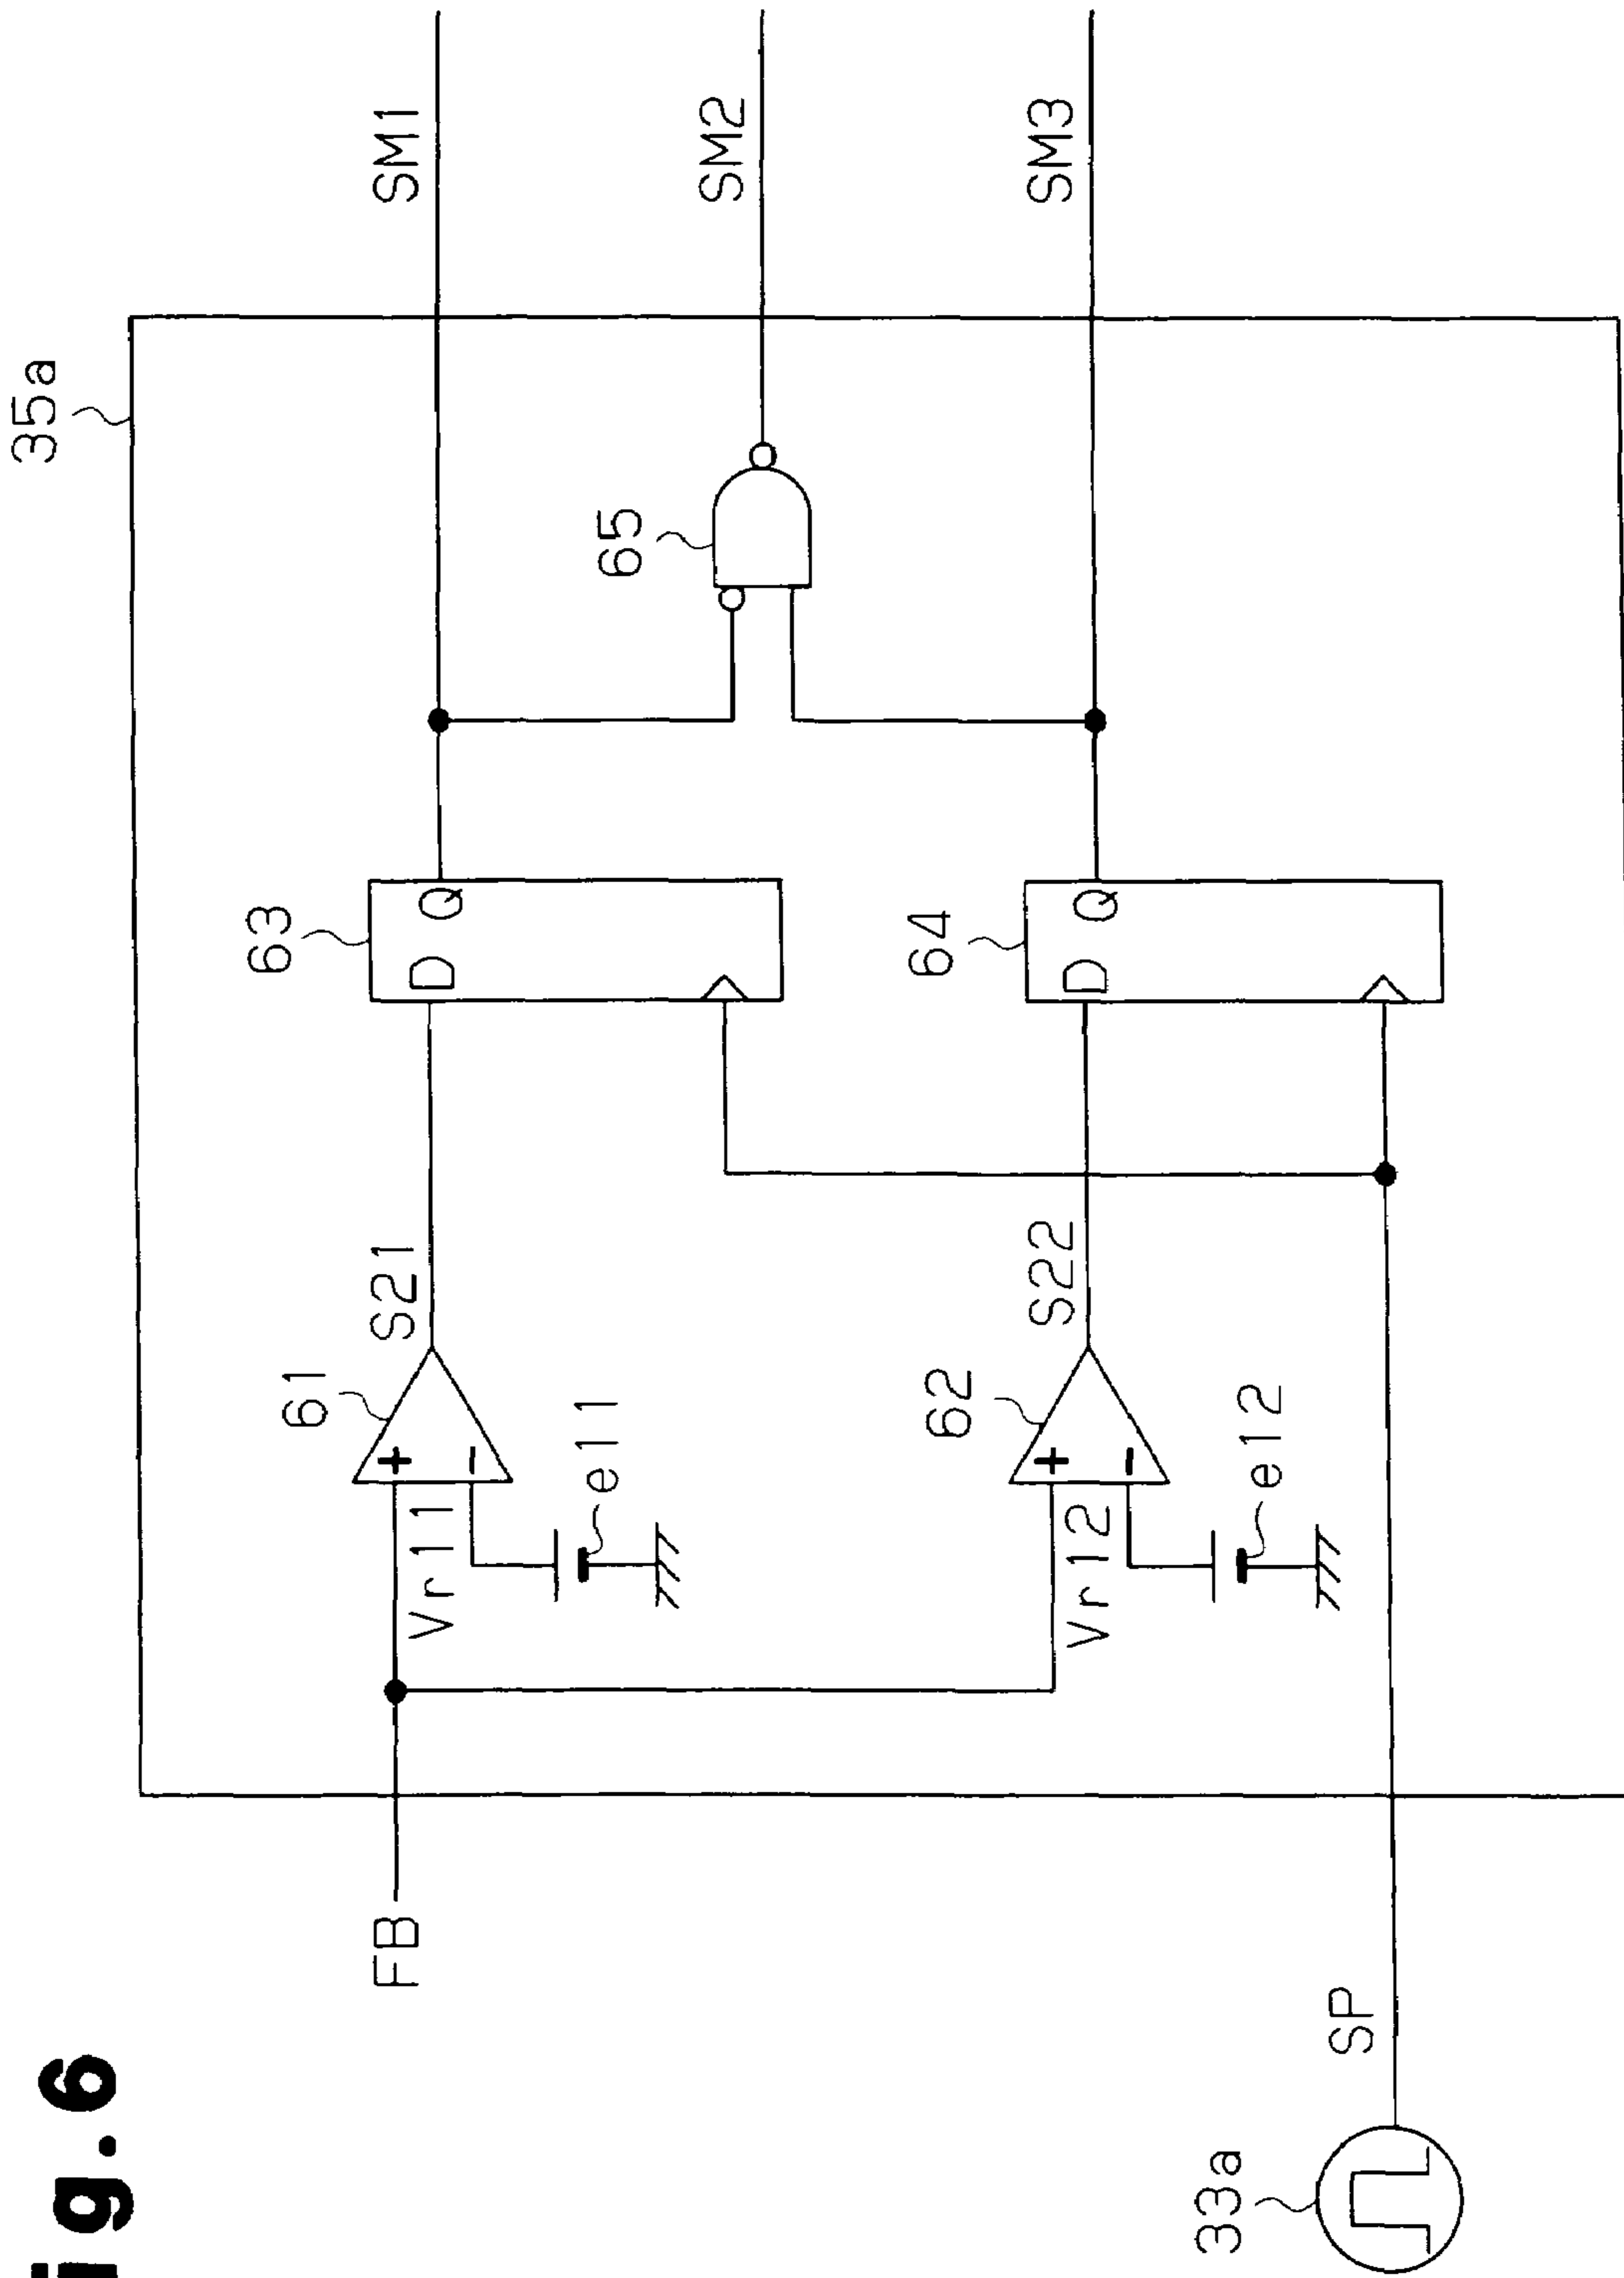 ig.6
35a
FB
61
S21
+
-
Vr11
e11
63
D Q
SM1
65
SM2
62
S22
+
-
Vr12
e12
64
D Q
SM3
33a
SP